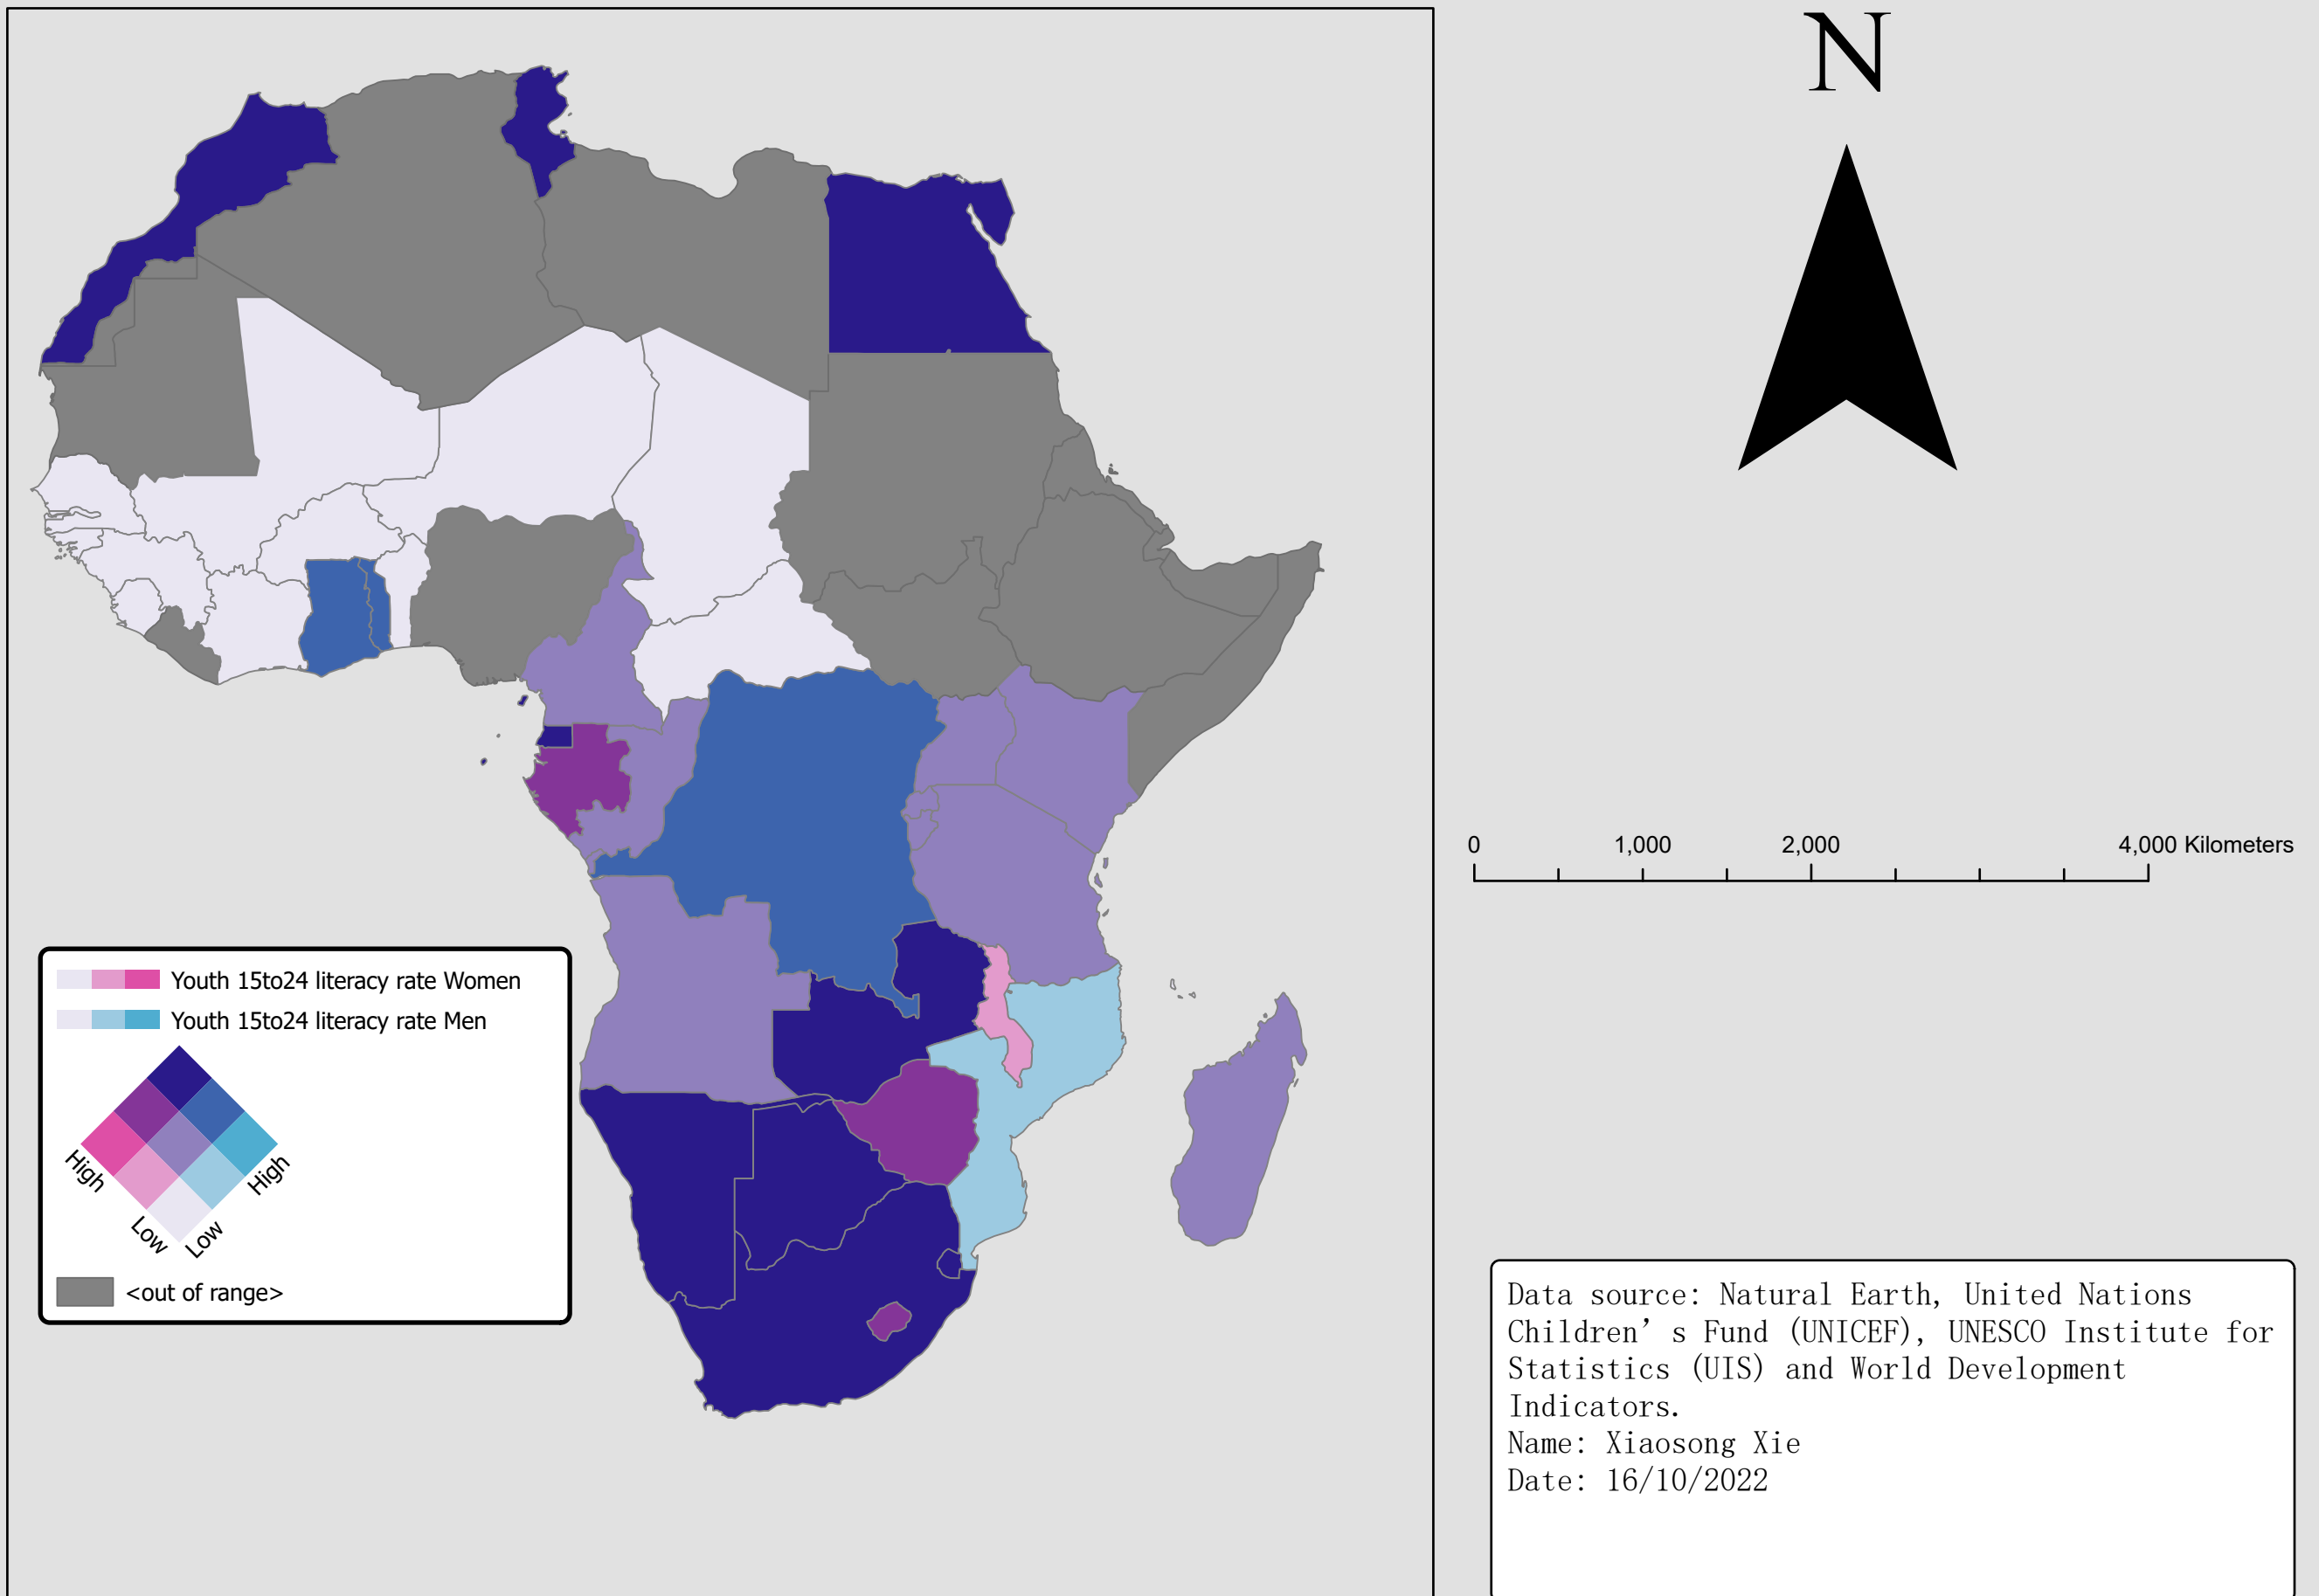 N
0 1,000 2,000 4,000 Kilometers
Youth 15to24 literacy rate Women
Youth 15to24 literacy rate Men
High High
Low Low
<out of range>
Data source: Natural Earth, United Nations
Children’s Fund (UNICEF), UNESCO Institute for
Statistics (UIS) and World Development
Indicators.
Name: Xiaosong Xie
Date: 16/10/2022